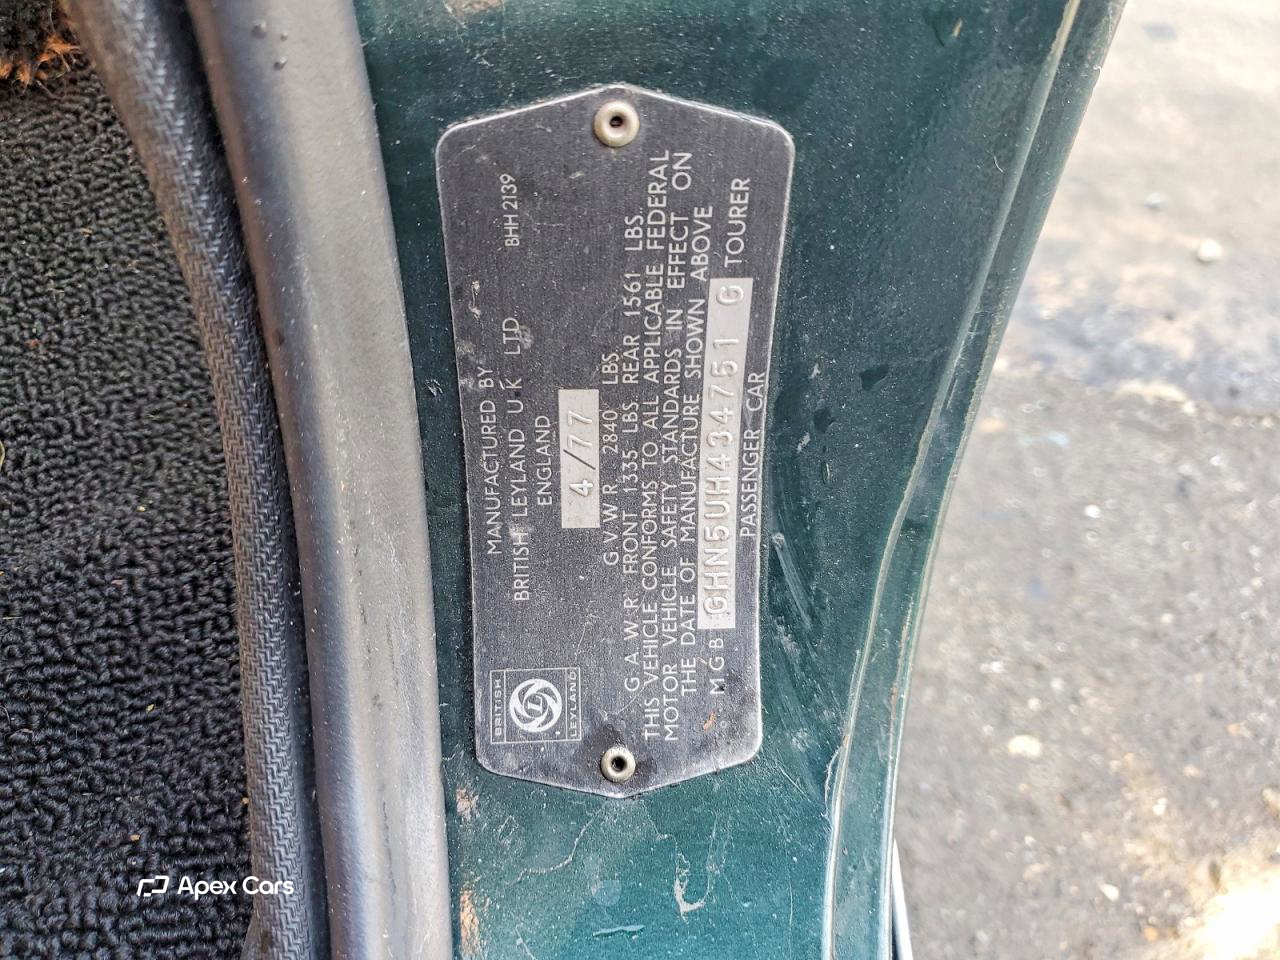 MANUFACTURED BY
BRITISH LEYLAND U.K LTD. BHH 2139
ENGLAND
4/77
G V W R 2840 LBS.
G. A. W. R. FRONT 1335 LBS REAR 1561 LBS.
THIS VEHICLE CONFORMS TO ALL APPLICABLE FEDERAL
MOTOR VEHICLE SAFETY STANDARDS IN EFFECT ON
THE DATE OF MANUFACTURE SHOWN ABOVE
M G B GHN5UH434751 G TOURER
PASSENGER CAR
BRITISH
L
LEYLAND
Apex Cars